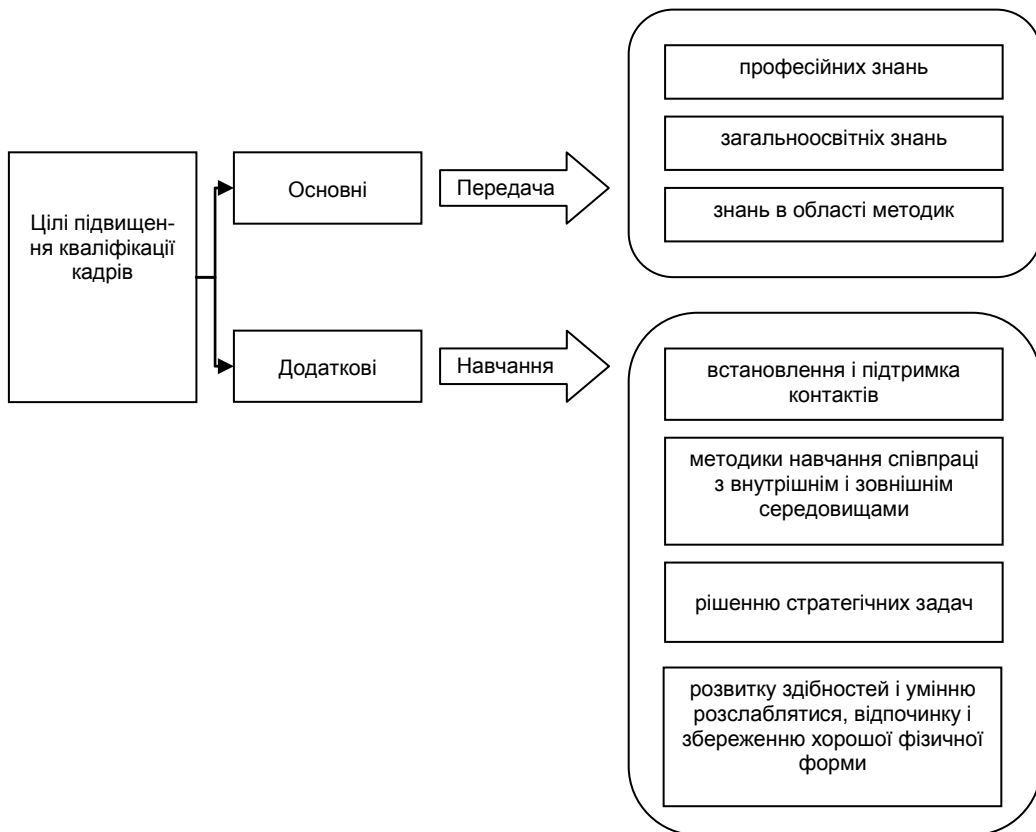 Цілі підвищен-
ня кваліфікації
кадрів
Основні
Передача
професійних знань
загальноосвітніх знань
знань в області методик
Додаткові
Навчання
встановлення і підтримка
контактів
методики навчання співпраці
з внутрішнім і зовнішнім
середовищами
рішенню стратегічних задач
розвитку здібностей і умінню
розслаблятися, відпочинку і
збереженню хорошої фізичної
форми